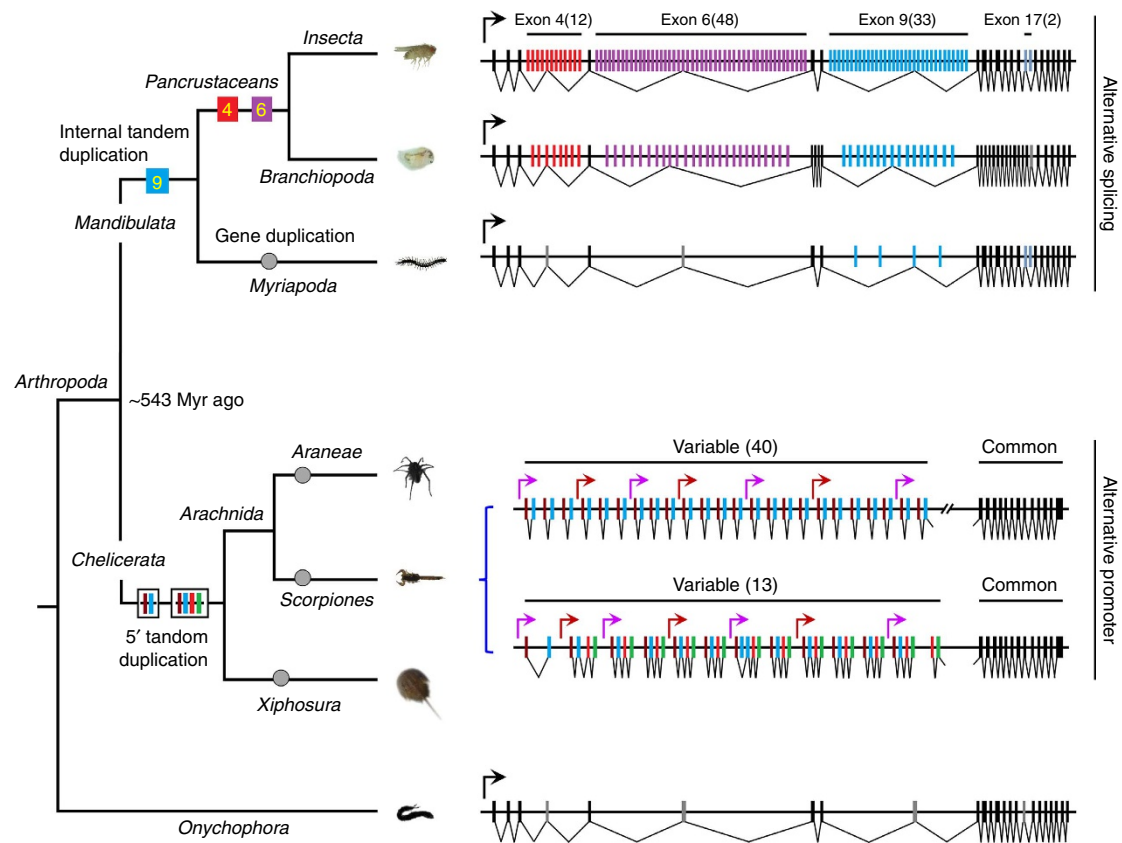 Exon 4(12)
Exon 6(48)
Exon 9(33)
Exon 17(2)
Insecta
Pancrustaceans
4
6
Internal tandem
duplication
9
Branchiopoda
Mandibulata
Gene duplication
Myriapoda
Alternative splicing
Arthropoda
~543 Myr ago
Araneae
Variable (40)
Common
Arachnida
Chelicerata
Scorpiones
Variable (13)
Common
5′ tandom
duplication
Xiphosura
Alternative promoter
Onychophora